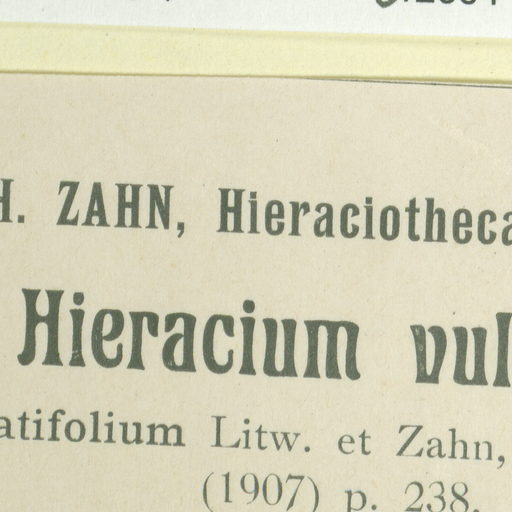 H. ZAHN, Hieraciotheca
Hieracium vul
atifolium Litw. et Zahn,
(1907) p. 238.